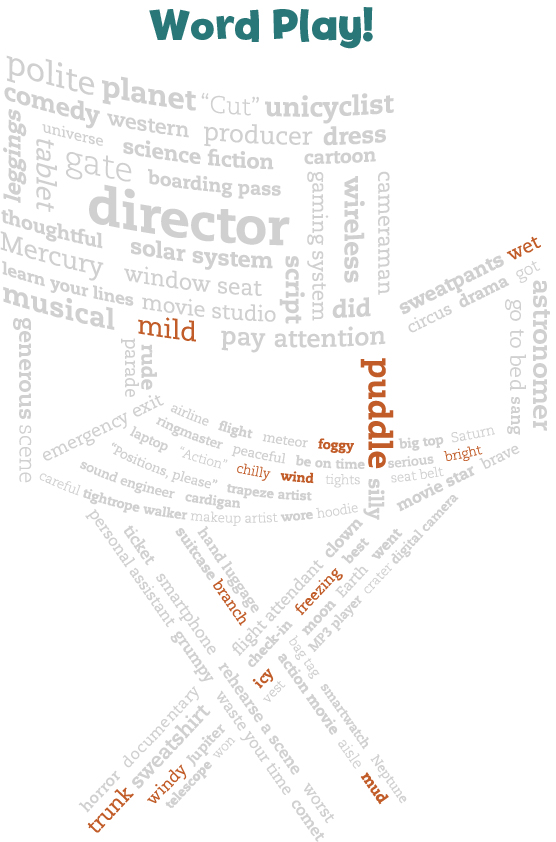 Word Play!
polite planet "Cut" unicyclist
comedy western producer dress
universe science fiction cartoon
leggings
tablet
gate boarding pass
director
gaming system
wireless
cameraman
thoughtful solar system
Mercury window seat
script
learn your lines movie studio did
musical mild pay attention
sweatpants wet
circus drama got
astronomer
go to bed
sang
generous
scene
parade
rude
puddle
silly
emergency exit
airline flight meteor foggy big top Saturn
ringmaster peaceful be on time serious bright
laptop "Action" chilly wind tights seat belt brave
"positions, please"
sound engineer cardigan trapeze artist movie star
careful tightrope walker makeup artist wore hoodie
personal assistant
ticket
smartphone
suitcase
hand luggage
branch
grumpy
flight attendant
clown
check-in
freezing
best
moon
Earth
went
MP3 player
crater
digital camera
bag tag
icy
vest
action movie
smartwatch
rehearse a scene
waste your time
aisle
Neptune
mud
worst
comet
horror documentary
trunk sweatshirt
windy Jupiter
telescope won